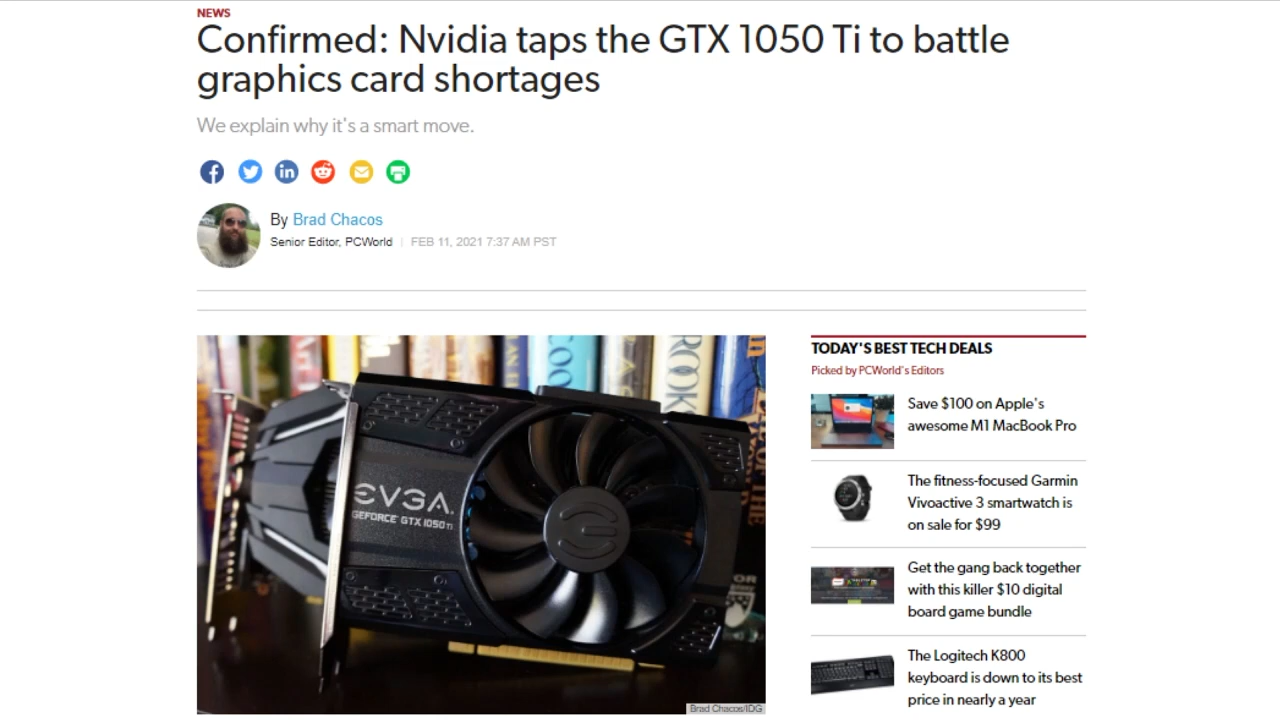 NEWS
Confirmed: Nvidia taps the GTX 1050 Ti to battle
graphics card shortages
We explain why it's a smart move.
By Brad Chacos
Senior Editor, PCWorld | FEB 11, 2021 7:37 AM PST
EVGA
GEFORCE GTX 1050 Ti
Brad Chacos/IDG
TODAY'S BEST TECH DEALS
Picked by PCWorld's Editors
Save $100 on Apple's
awesome M1 MacBook Pro
The fitness-focused Garmin
Vivoactive 3 smartwatch is
on sale for $99
Get the gang back together
with this killer $10 digital
board game bundle
The Logitech K800
keyboard is down to its best
price in nearly a year